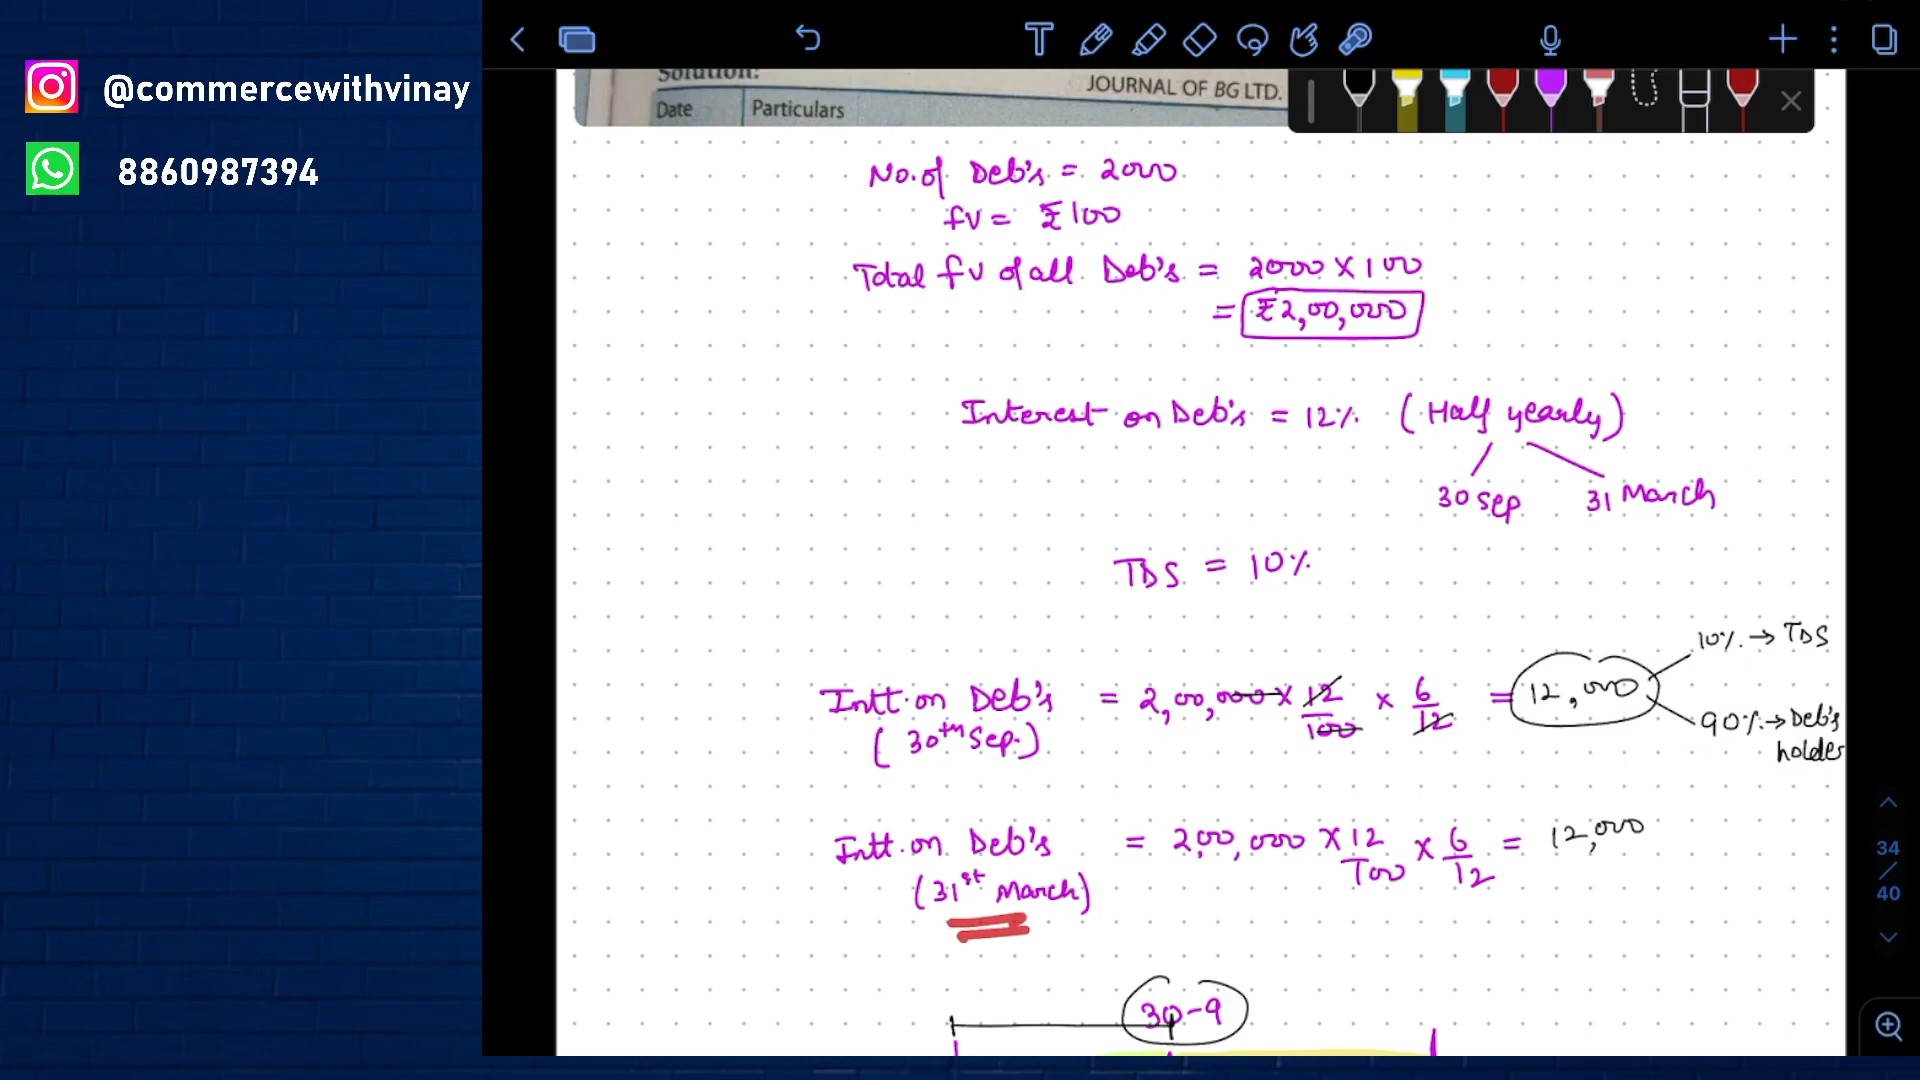 @commercewithvinay
8860987394
Solution:
JOURNAL OF BG LTD.
Date Particulars
No. of Deb's = 2000
fv = ₹100
Total fv of all Deb's = 2000 × 100
= ₹2,00,000
Interest on Deb's = 12% (Half yearly)
30 Sep 31 March
TDS = 10%
10% → TDS
Intt. on Deb's = 2,00,000 × 12/100 × 6/12 = 12,000
(30th Sep.)
90% → Deb's
holder
Intt. on Deb's = 2,00,000 × 12/100 × 6/12 = 12,000
(31st March)
30-9
34
/
40